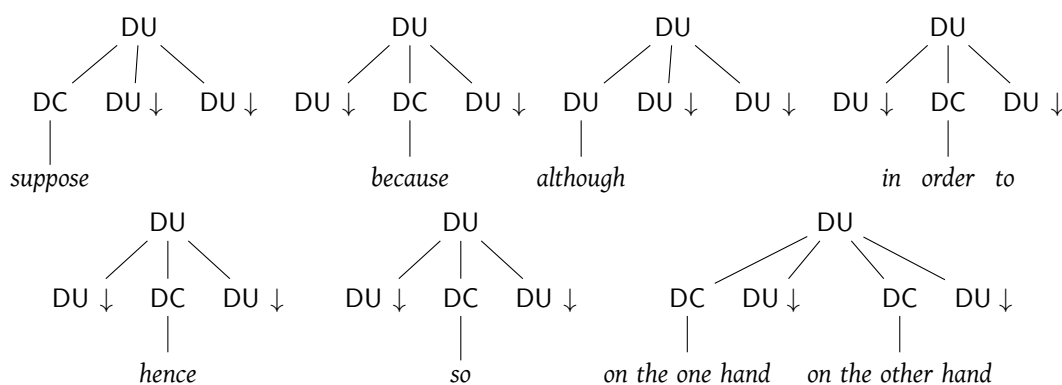 DU DU DU DU
DC DU ↓ DU ↓ DU ↓ DC DU ↓ DU DU ↓ DU ↓ DU ↓ DC DU ↓
suppose because although in order to
DU DU DU
DU ↓ DC DU ↓ DU ↓ DC DU ↓ DC DU ↓ DC DU ↓
hence so on the one hand on the other hand